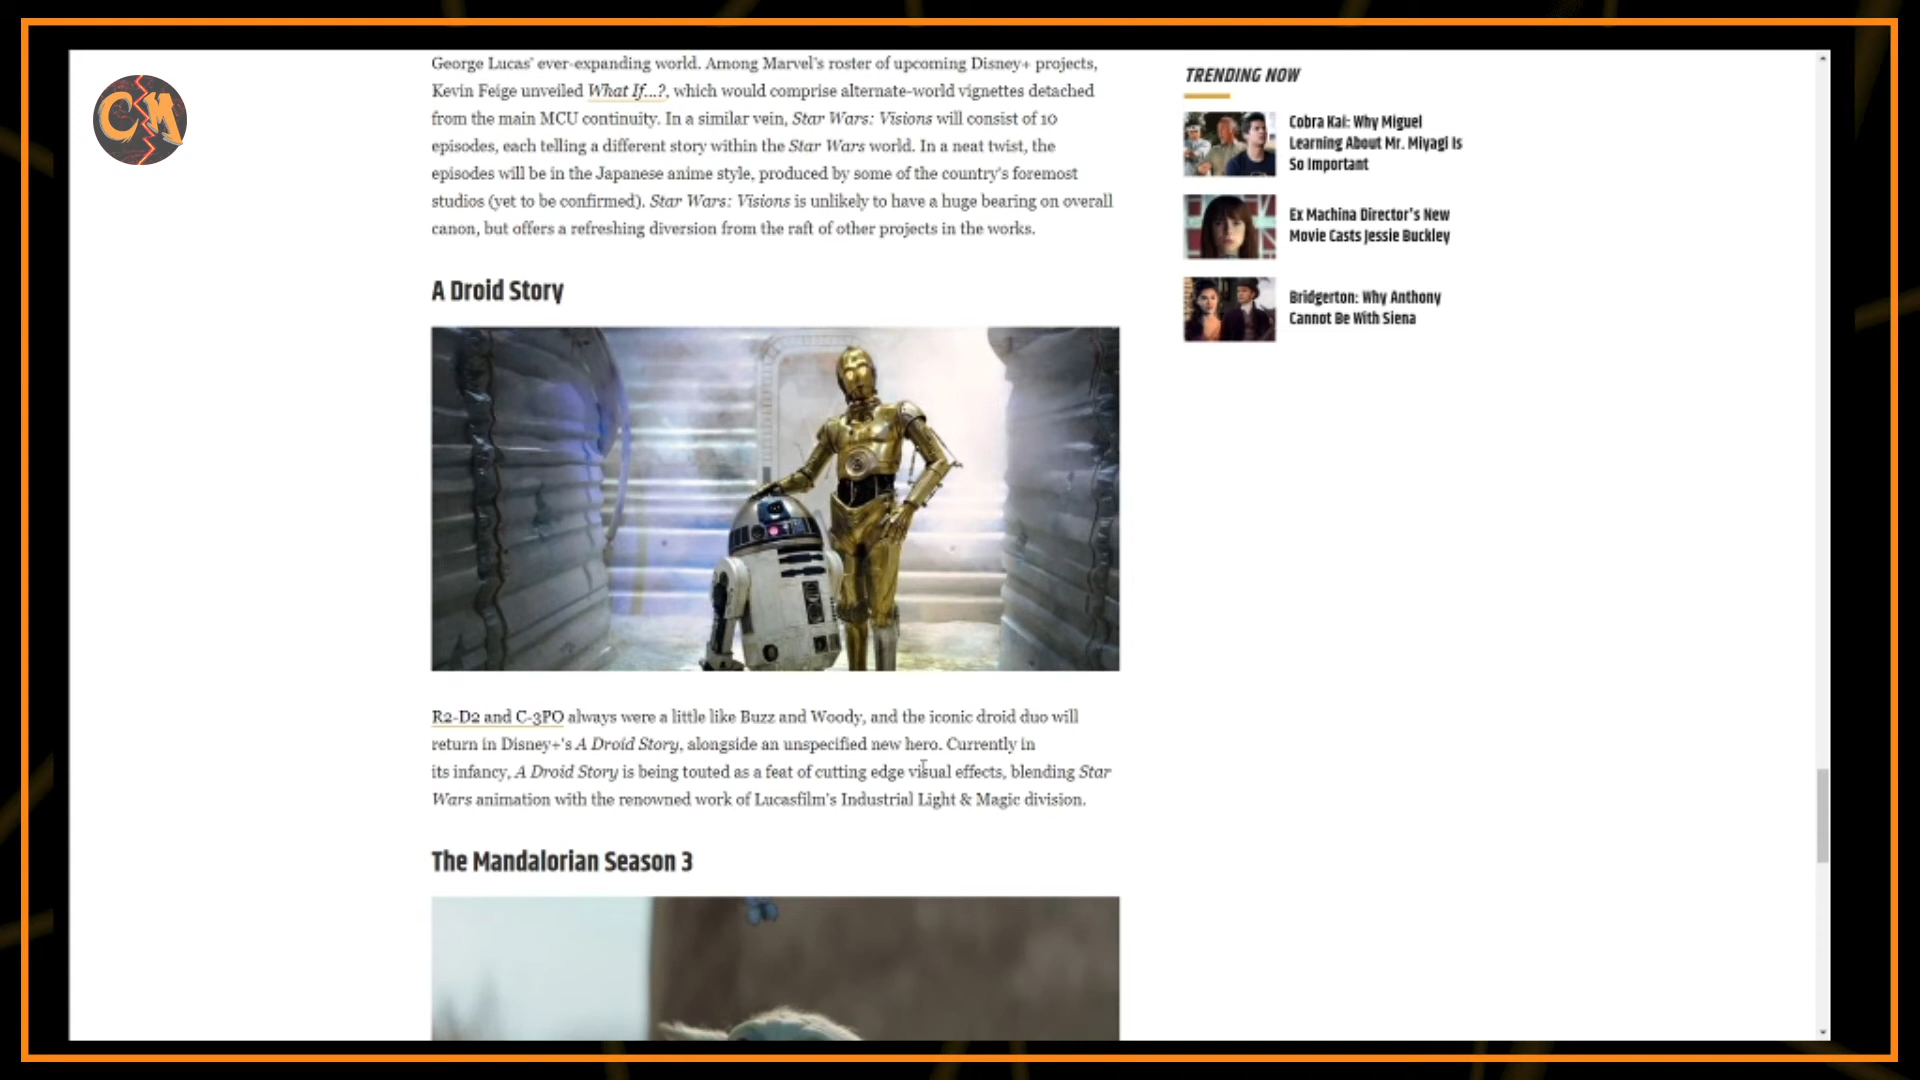 CM
George Lucas' ever-expanding world. Among Marvel's roster of upcoming Disney+ projects,
Kevin Feige unveiled What If...?, which would comprise alternate-world vignettes detached
from the main MCU continuity. In a similar vein, Star Wars: Visions will consist of 10
episodes, each telling a different story within the Star Wars world. In a neat twist, the
episodes will be in the Japanese anime style, produced by some of the country's foremost
studios (yet to be confirmed). Star Wars: Visions is unlikely to have a huge bearing on overall
canon, but offers a refreshing diversion from the raft of other projects in the works.
A Droid Story
R2-D2 and C-3PO always were a little like Buzz and Woody, and the iconic droid duo will
return in Disney+'s A Droid Story, alongside an unspecified new hero. Currently in
its infancy, A Droid Story is being touted as a feat of cutting edge visual effects, blending Star
Wars animation with the renowned work of Lucasfilm's Industrial Light & Magic division.
The Mandalorian Season 3
TRENDING NOW
Cobra Kai: Why Miguel
Learning About Mr. Miyagi Is
So Important
Ex Machina Director's New
Movie Casts Jessie Buckley
Bridgerton: Why Anthony
Cannot Be With Siena